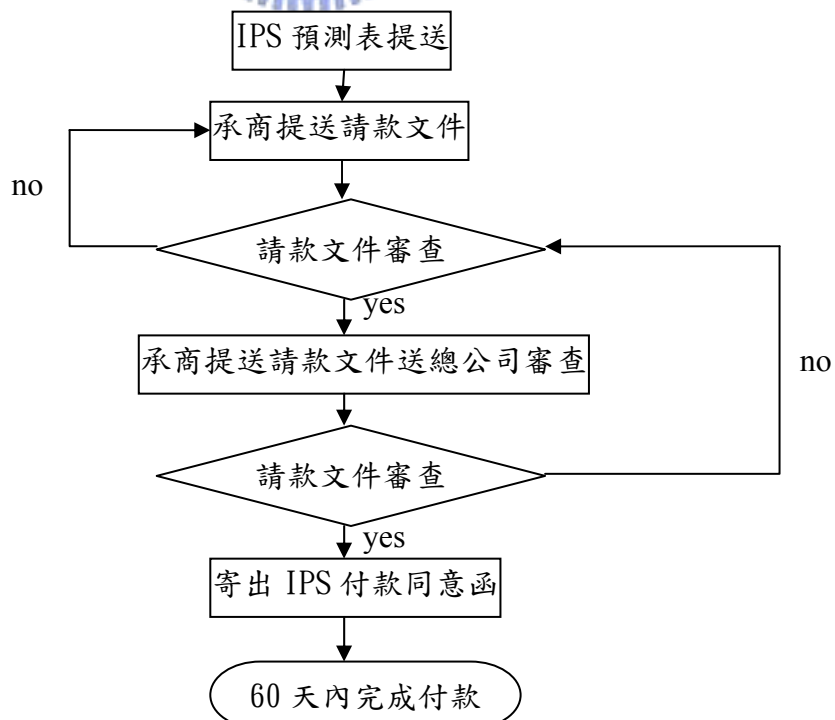 IPS 預測表提送
承商提送請款文件
no
請款文件審查
yes
承商提送請款文件送總公司審查
no
請款文件審查
yes
寄出 IPS 付款同意函
60 天內完成付款